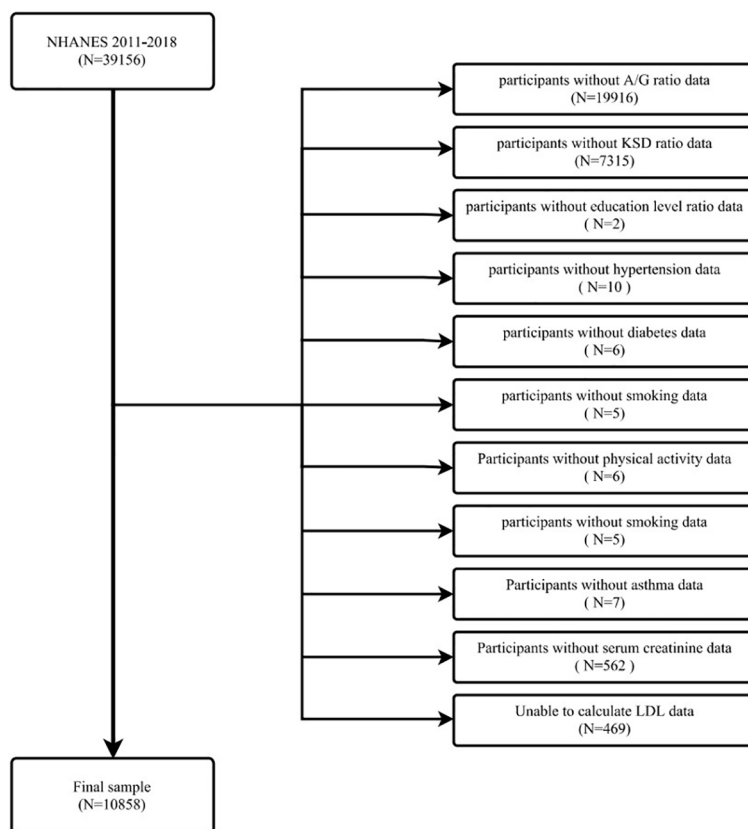 NHANES 2011-2018
(N=39156)
participants without A/G ratio data
(N=19916)
participants without KSD ratio data
(N=7315)
participants without education level ratio data
( N=2)
participants without hypertension data
( N=10 )
participants without diabetes data
( N=6)
participants without smoking data
( N=5)
Participants without physical activity data
( N=6)
participants without smoking data
( N=5)
Participants without asthma data
( N=7)
Participants without serum creatinine data
( N=562 )
Unable to calculate LDL data
(N=469)
Final sample
(N=10858)